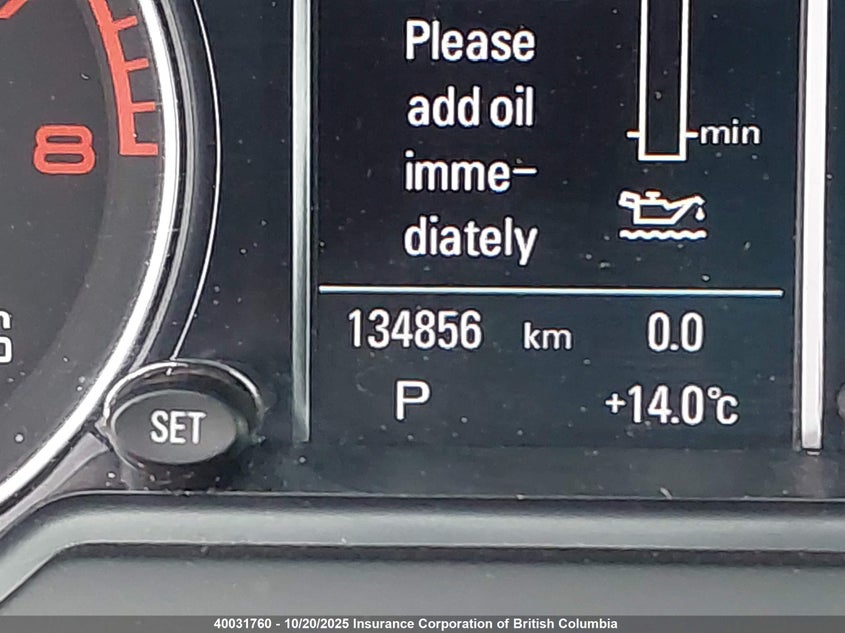 Please
add oil
imme-
diately
min
8
134856 km 0.0
P +14.0°C
SET
40031760 - 10/20/2025 Insurance Corporation of British Columbia